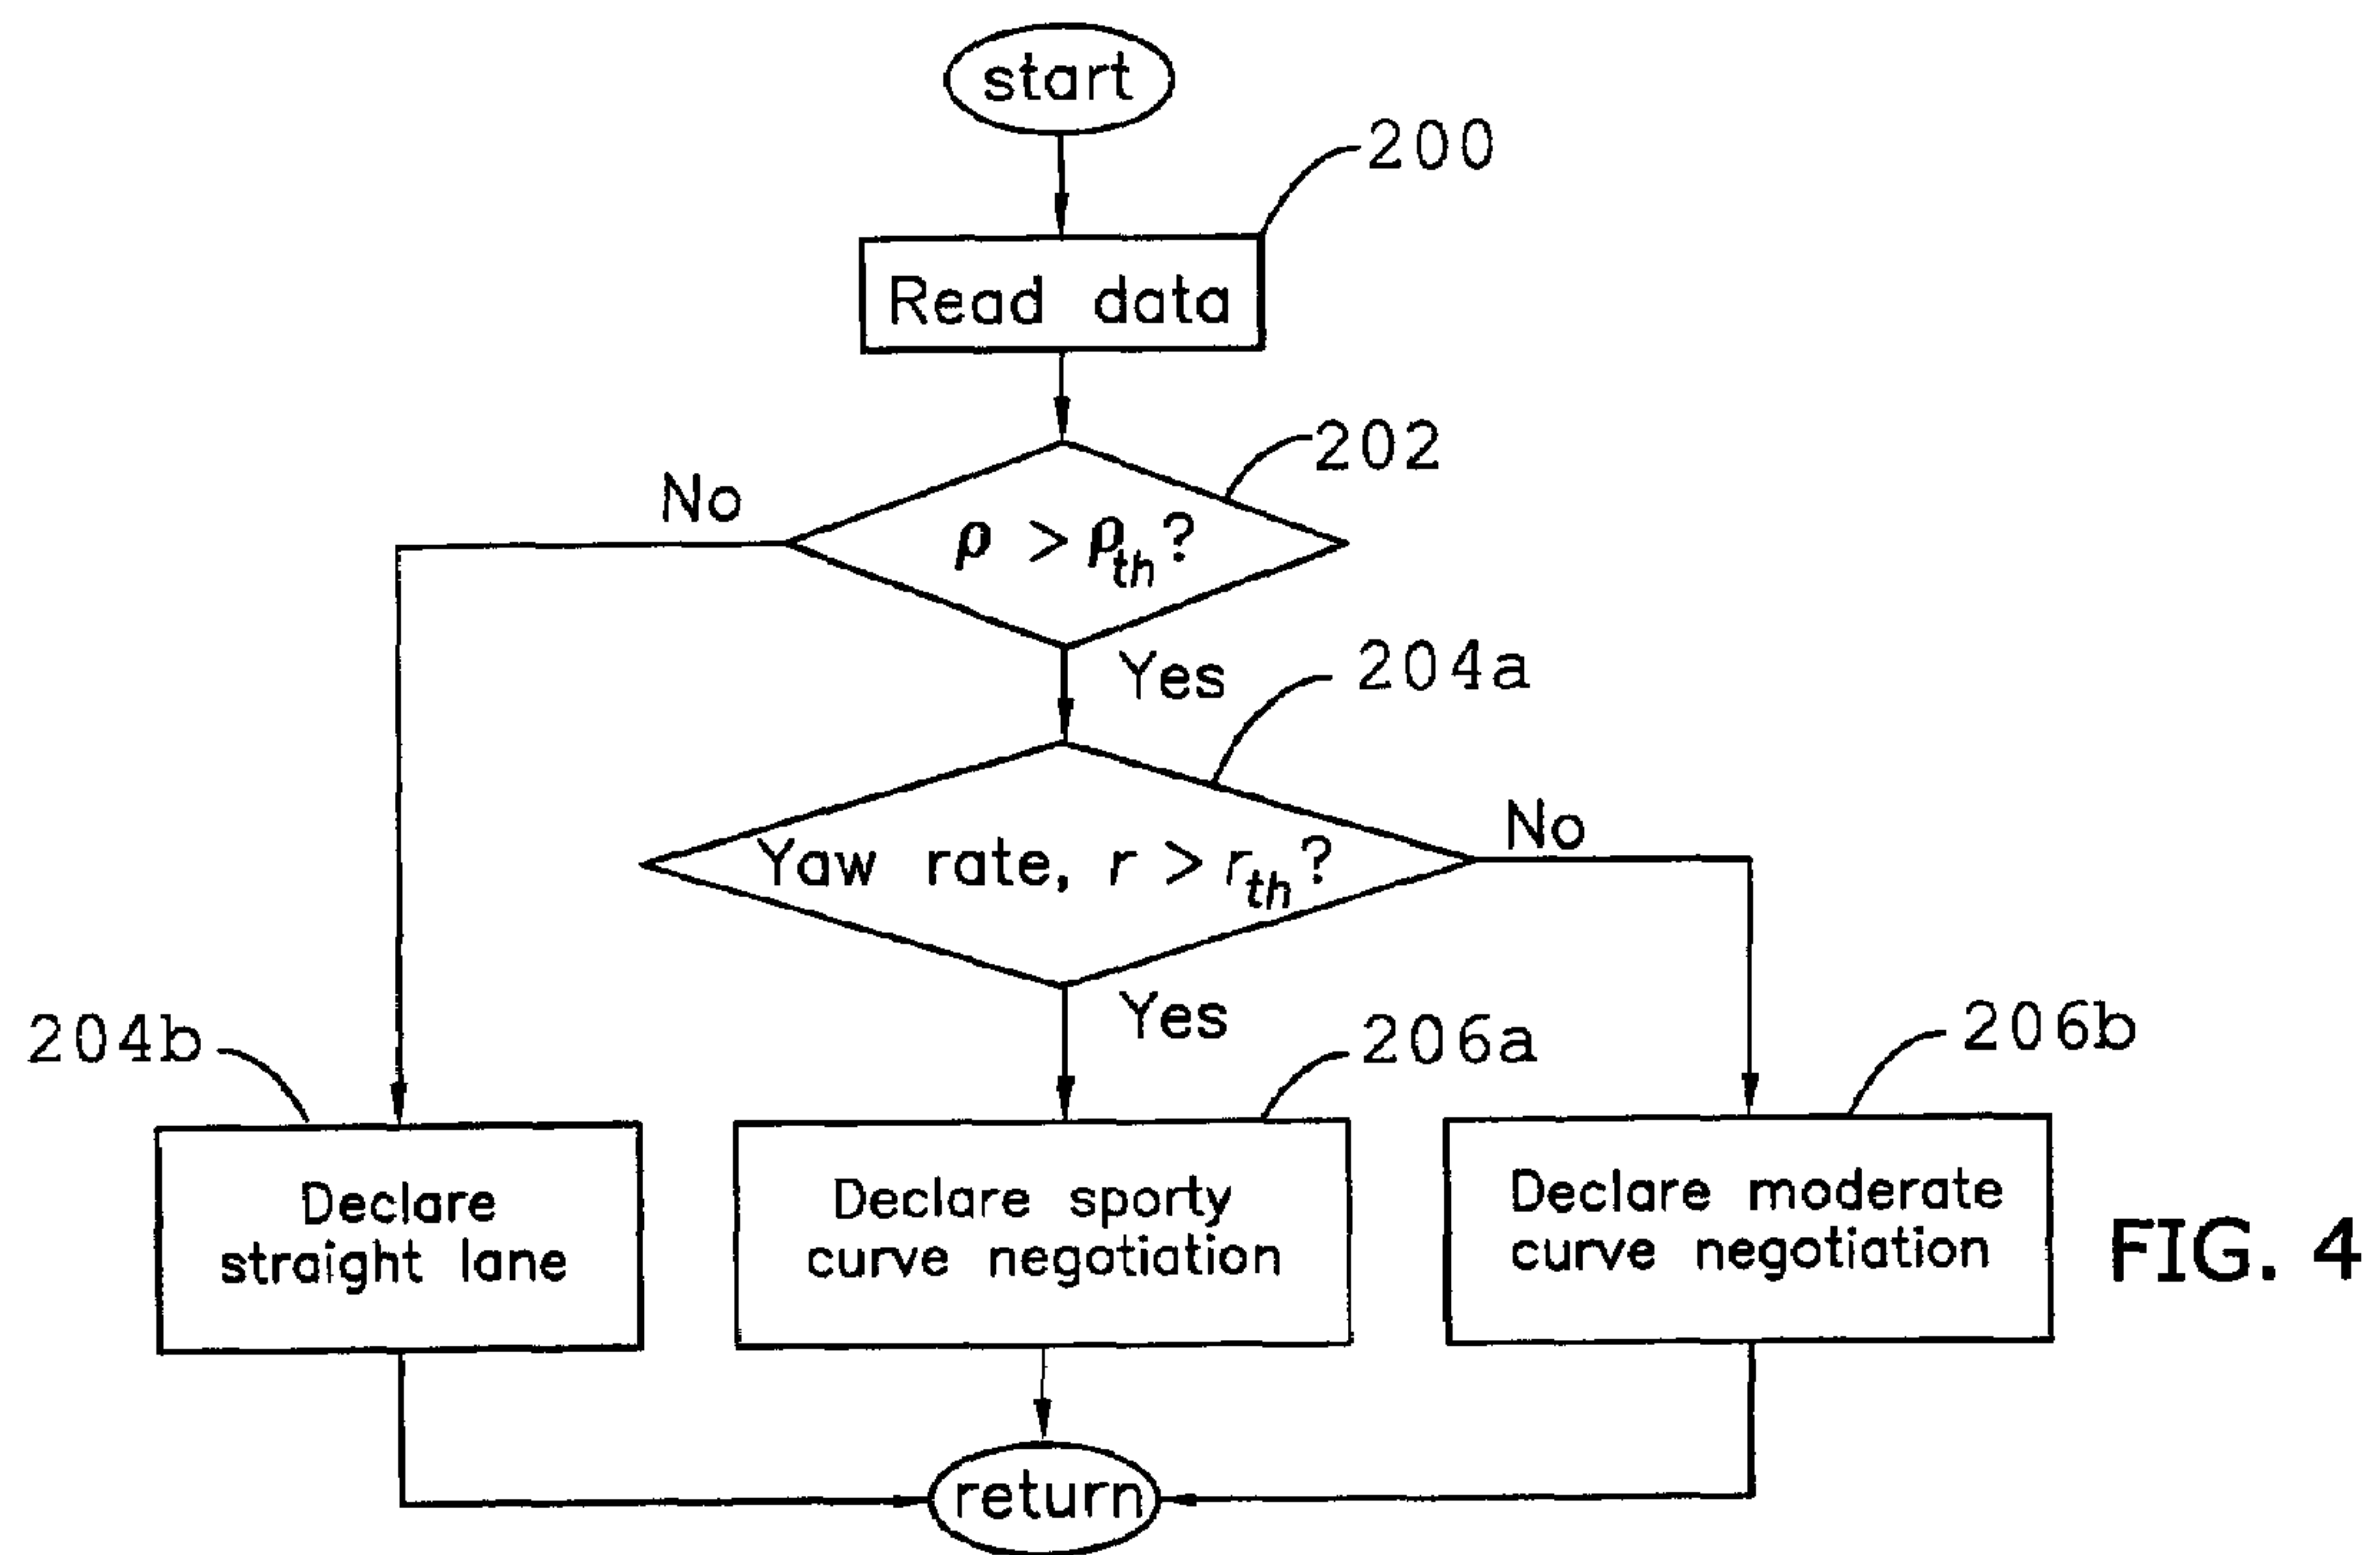 start
200
Read data
202
No
ρ > ρth?
Yes
204a
Yaw rate, r > rth?
No
Yes
204b
206a
206b
Declare
straight lane
Declare sporty
curve negotiation
Declare moderate
curve negotiation
FIG. 4
return